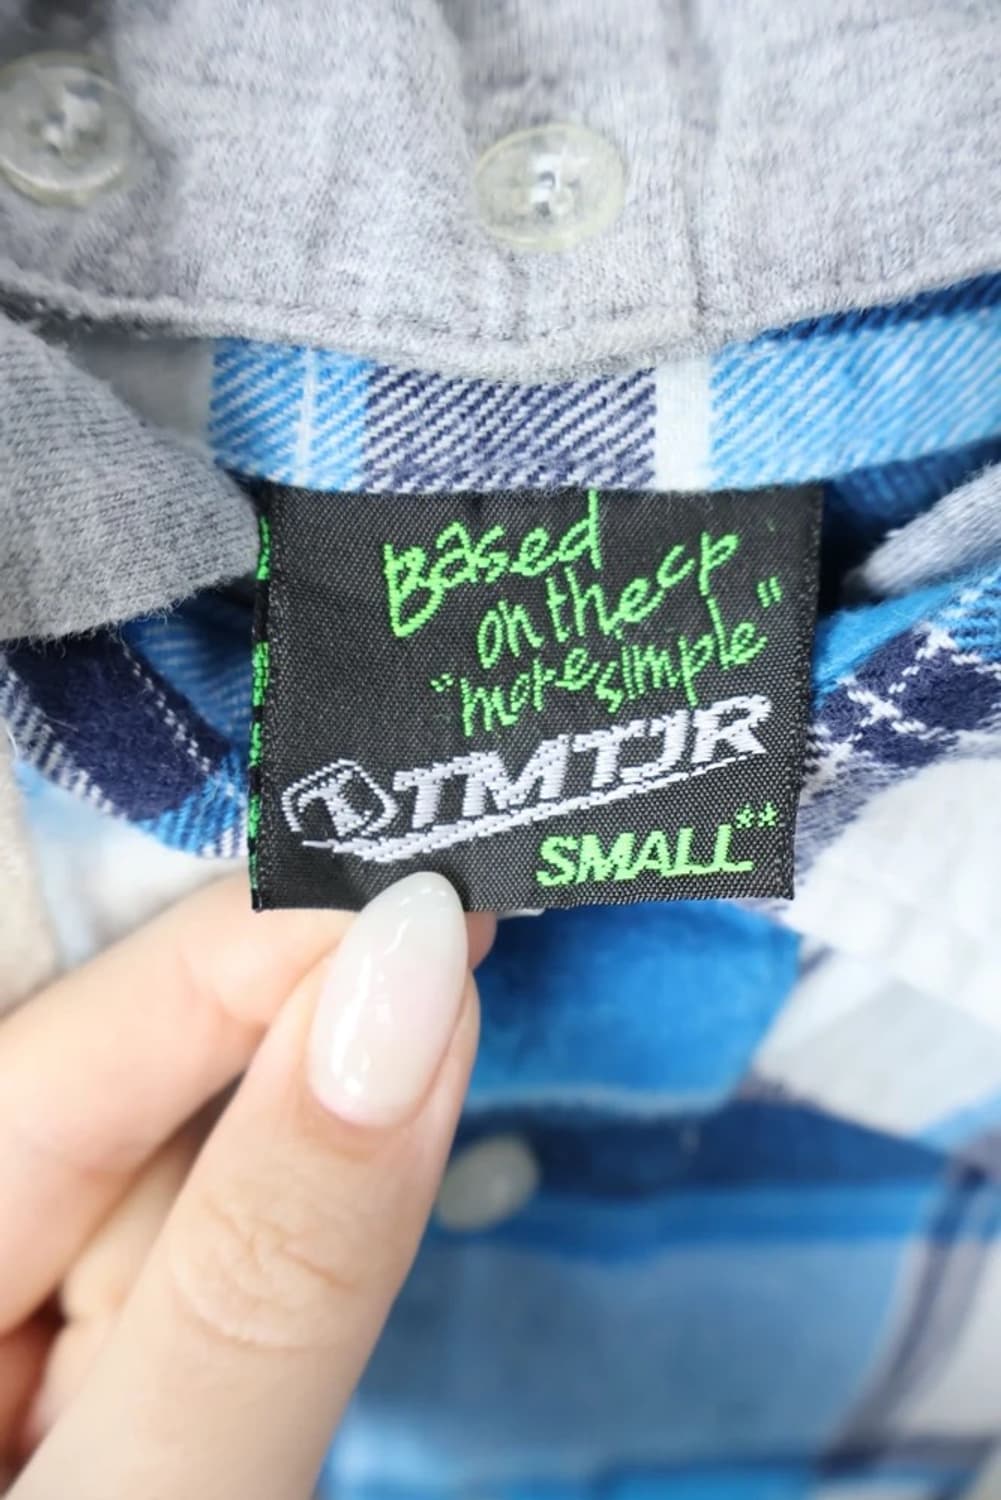 Based
on the cp
"more simple"
TMTJR
SMALL**